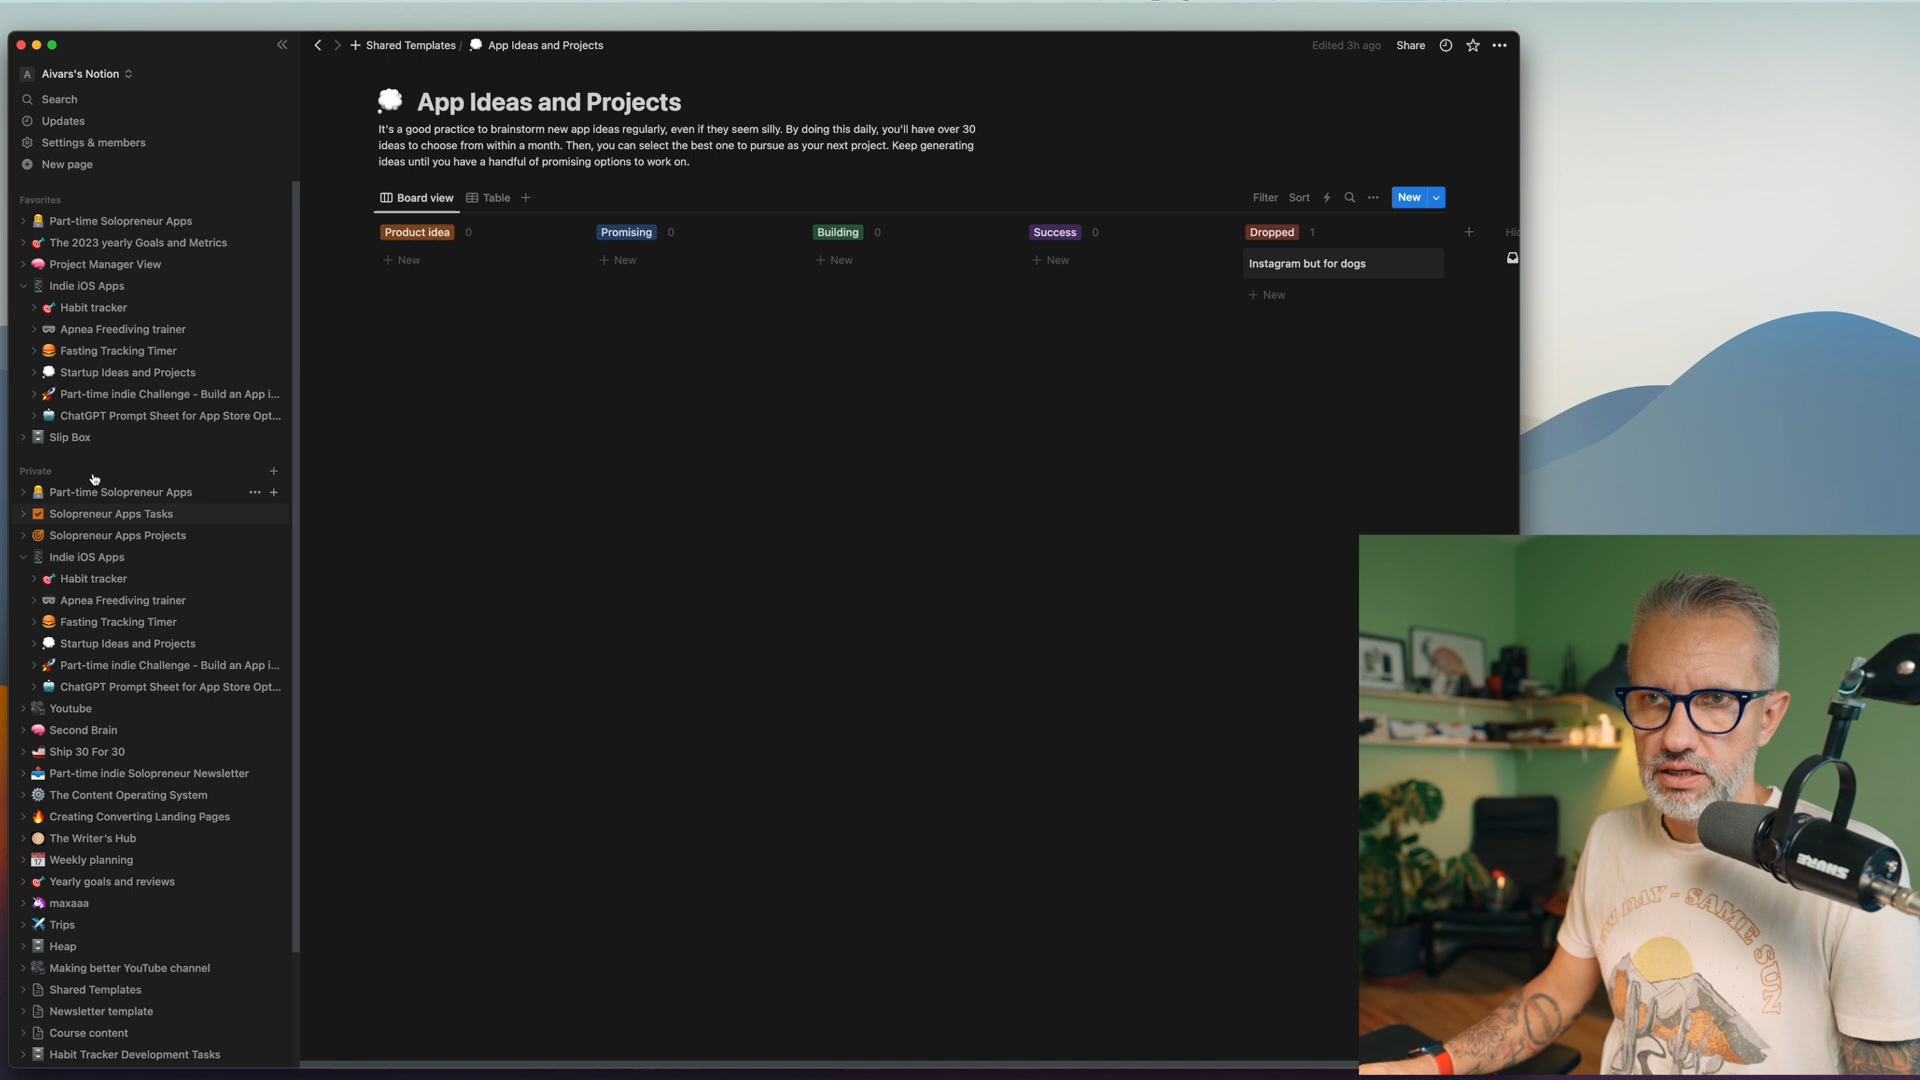 Shared Templates / App Ideas and Projects
Edited 3h ago
Share
A Aivars's Notion
Search
Updates
Settings & members
New page
Favorites
Part-time Solopreneur Apps
The 2023 yearly Goals and Metrics
Project Manager View
Indie iOS Apps
Habit tracker
Apnea Freediving trainer
Fasting Tracking Timer
Startup Ideas and Projects
Part-time indie Challenge - Build an App i...
ChatGPT Prompt Sheet for App Store Opt...
Slip Box
Private
Part-time Solopreneur Apps
Solopreneur Apps Tasks
Solopreneur Apps Projects
Indie iOS Apps
Habit tracker
Apnea Freediving trainer
Fasting Tracking Timer
Startup Ideas and Projects
Part-time indie Challenge - Build an App i...
ChatGPT Prompt Sheet for App Store Opt...
Youtube
Second Brain
Ship 30 For 30
Part-time indie Solopreneur Newsletter
The Content Operating System
Creating Converting Landing Pages
The Writer's Hub
Weekly planning
Yearly goals and reviews
maxaaa
Trips
Heap
Making better YouTube channel
Shared Templates
Newsletter template
Course content
Habit Tracker Development Tasks
App Ideas and Projects
It's a good practice to brainstorm new app ideas regularly, even if they seem silly. By doing this daily, you'll have over 30
ideas to choose from within a month. Then, you can select the best one to pursue as your next project. Keep generating
ideas until you have a handful of promising options to work on.
Board view
Table
Filter
Sort
New
Product idea 0
Promising 0
Building 0
Success 0
Dropped 1
Hid
+ New
+ New
+ New
+ New
Instagram but for dogs
+ New
SHURE
DAY - SAME SUN